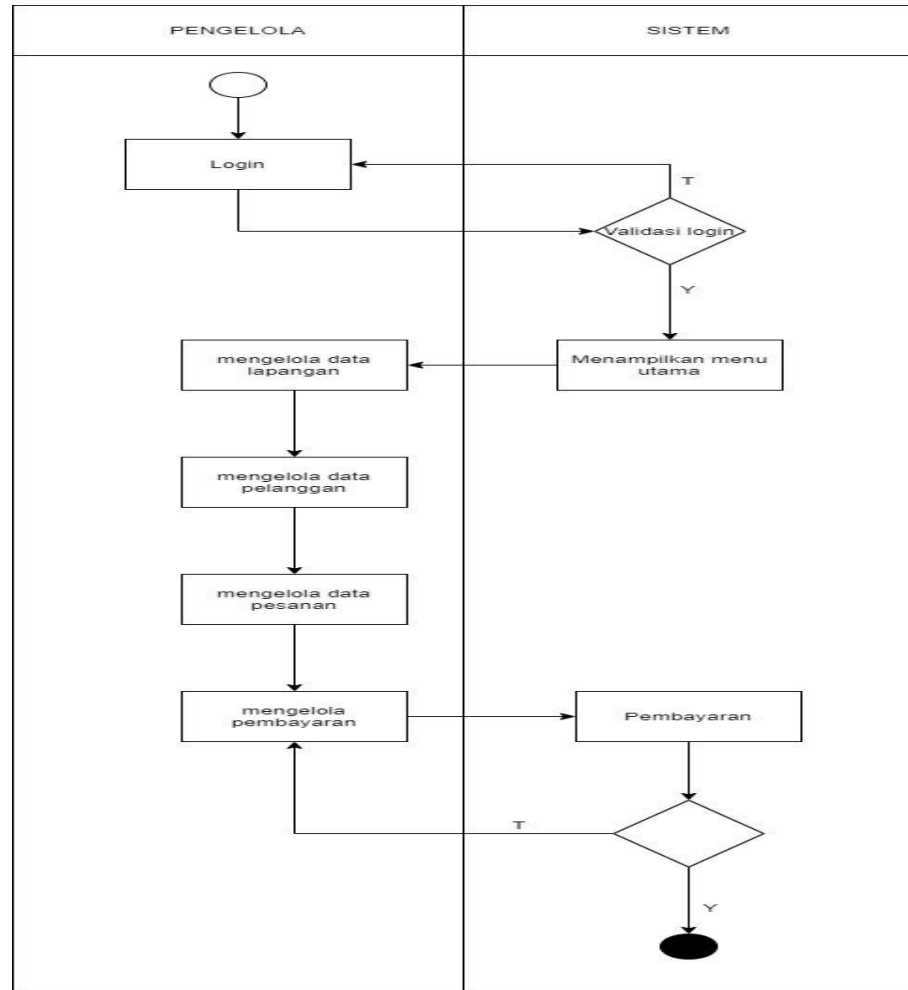 PENGELOLA
SISTEM
Login
T
Validasi login
Y
mengelola data
lapangan
Menampilkan menu
utama
mengelola data
pelanggan
mengelola data
pesanan
mengelola
pembayaran
Pembayaran
T
Y